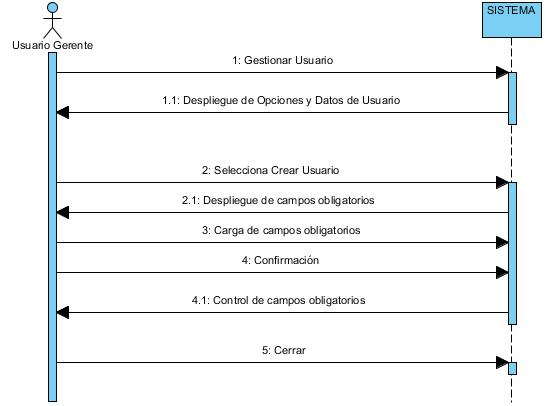 SISTEMA
Usuario Gerente
1: Gestionar Usuario
1.1: Despliegue de Opciones y Datos de Usuario
2: Selecciona Crear Usuario
2.1: Despliegue de campos obligatorios
3: Carga de campos obligatorios
4: Confirmación
4.1: Control de campos obligatorios
5: Cerrar